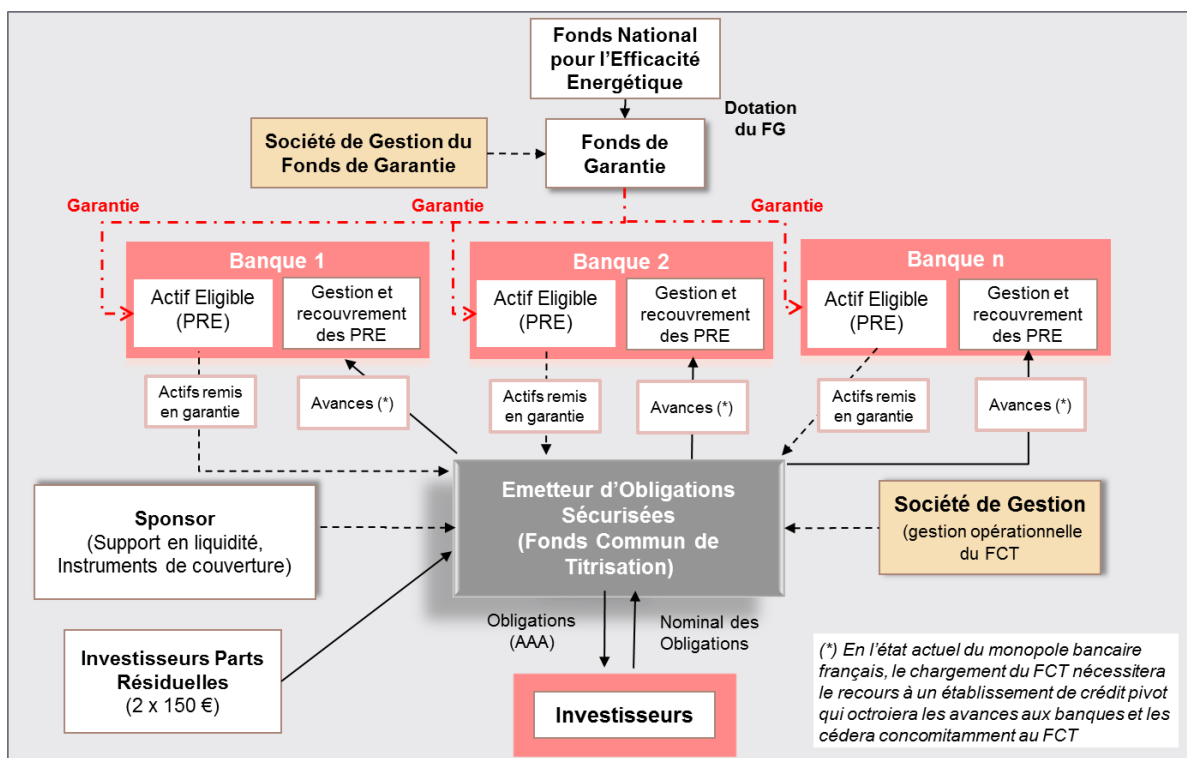 Fonds National
pour l'Efficacité
Energétique
Dotation
du FG
Société de Gestion du
Fonds de Garantie
Fonds de
Garantie
Garantie
Garantie
Garantie
Banque 1
Actif Eligible
(PRE)
Gestion et
recouvrement
des PRE
Banque 2
Actif Eligible
(PRE)
Gestion et
recouvrement
des PRE
Banque n
Actif Eligible
(PRE)
Gestion et
recouvrement
des PRE
Actifs remis
en garantie
Avances (*)
Actifs remis
en garantie
Avances (*)
Actifs remis
en garantie
Avances (*)
Sponsor
(Support en liquidité,
Instruments de couverture)
Emetteur d'Obligations
Sécurisées
(Fonds Commun de
Titrisation)
Société de Gestion
(gestion opérationnelle
du FCT)
Investisseurs Parts
Résiduelles
(2 x 150 €)
Obligations
(AAA)
Nominal des
Obligations
Investisseurs
(*) En l'état actuel du monopole bancaire
français, le chargement du FCT nécessitera
le recours à un établissement de crédit pivot
qui octroiera les avances aux banques et les
cédera concomitamment au FCT